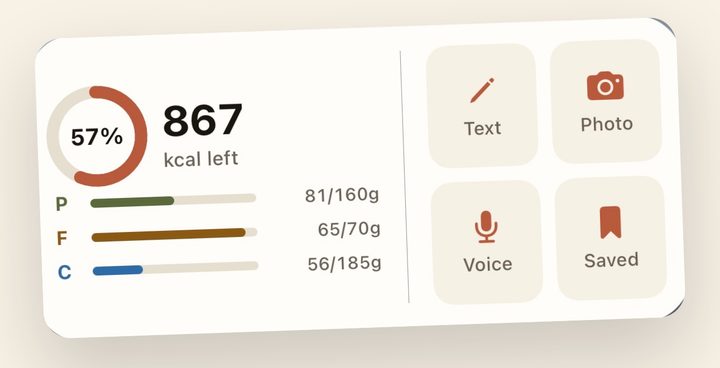 57%
867
kcal left
P 81/160g
F 65/70g
C 56/185g
Text
Photo
Voice
Saved